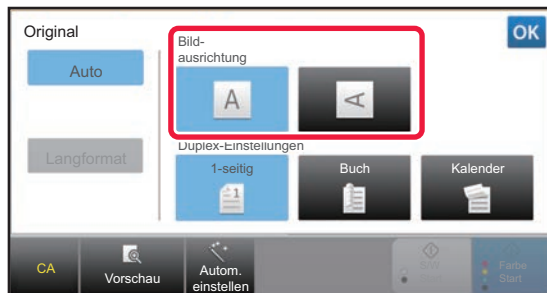 Original
OK
Bild-
ausrichtung
Auto
A
A
Langformat
Duplex-Einstellungen
1-seitig
Buch
Kalender
1
CA
Vorschau
Autom.
einstellen
S/W
Start
Farbe
Start